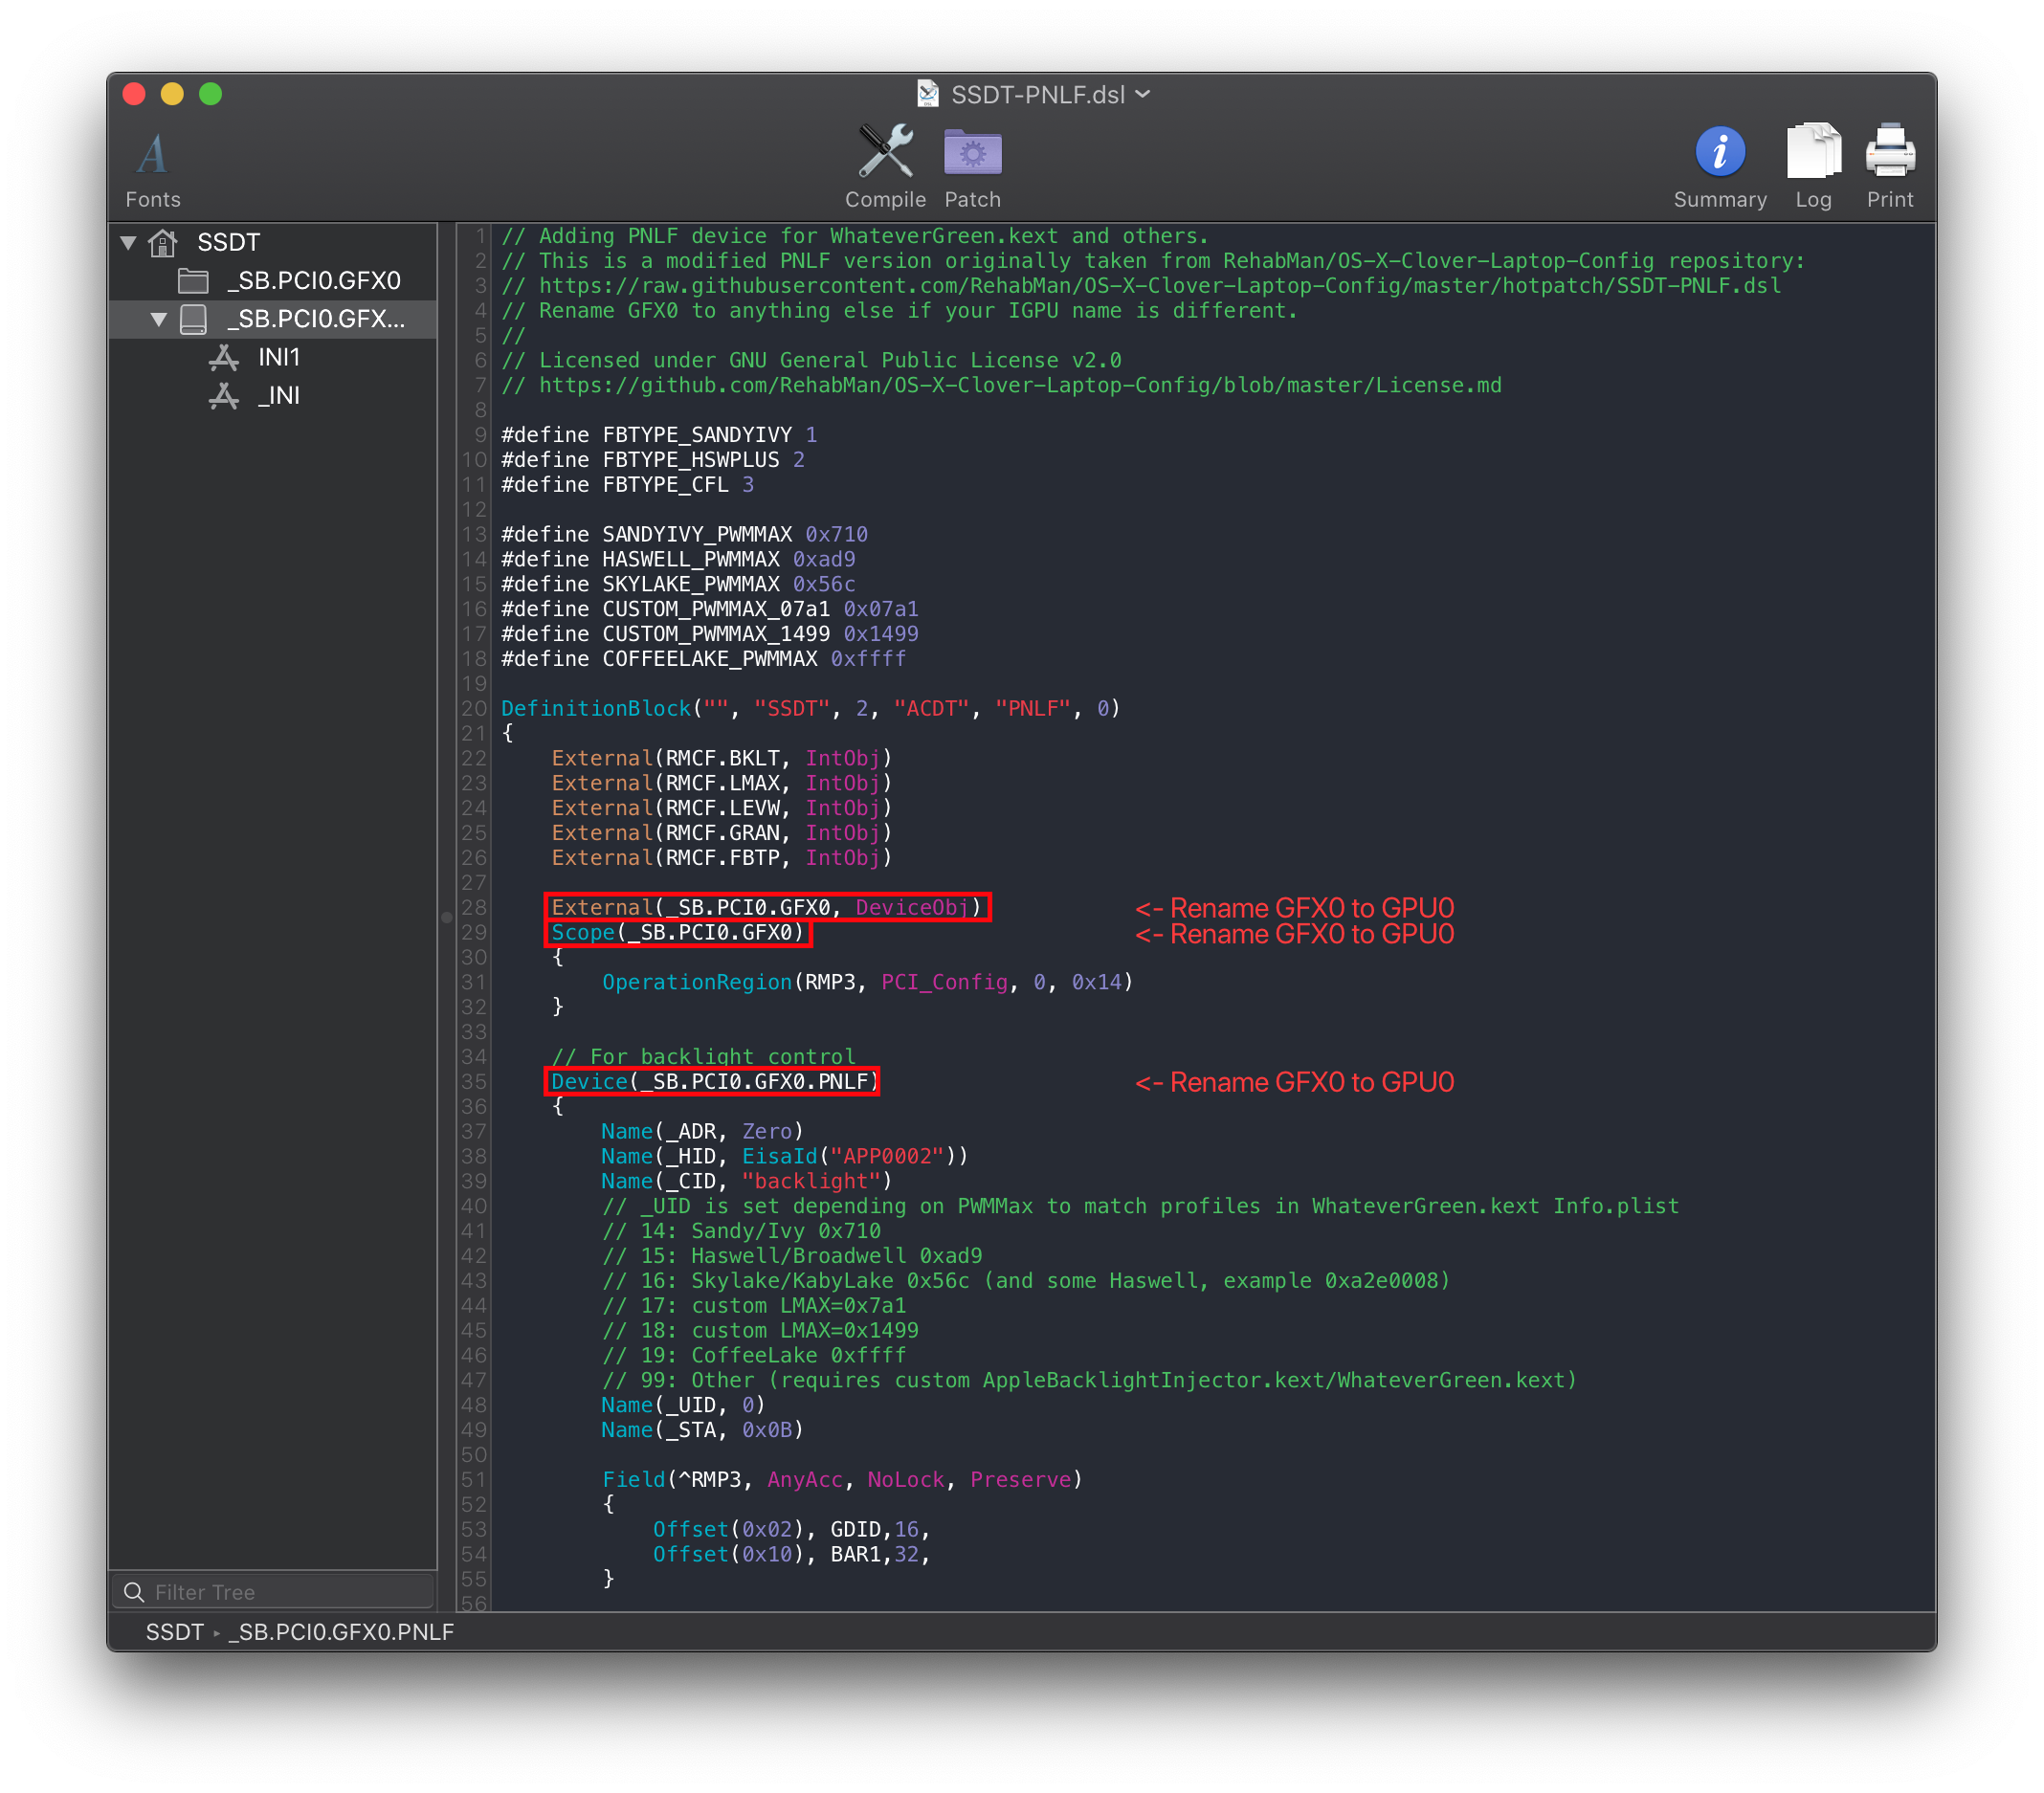 SSDT-PNLF.dsl
Fonts
Compile
Patch
Summary
Log
Print
SSDT
_SB.PCI0.GFX0
_SB.PCI0.GFX...
INI1
_INI
1 // Adding PNLF device for WhateverGreen.kext and others.
2 // This is a modified PNLF version originally taken from RehabMan/OS-X-Clover-Laptop-Config repository:
3 // https://raw.githubusercontent.com/RehabMan/OS-X-Clover-Laptop-Config/master/hotpatch/SSDT-PNLF.dsl
4 // Rename GFX0 to anything else if your IGPU name is different.
5 //
6 // Licensed under GNU General Public License v2.0
7 // https://github.com/RehabMan/OS-X-Clover-Laptop-Config/blob/master/License.md
8
9 #define FBTYPE_SANDYIVY 1
10 #define FBTYPE_HSWPLUS 2
11 #define FBTYPE_CFL 3
12
13 #define SANDYIVY_PWMMAX 0x710
14 #define HASWELL_PWMMAX 0xad9
15 #define SKYLAKE_PWMMAX 0x56c
16 #define CUSTOM_PWMMAX_07a1 0x07a1
17 #define CUSTOM_PWMMAX_1499 0x1499
18 #define COFFEELAKE_PWMMAX 0xffff
19
20 DefinitionBlock("", "SSDT", 2, "ACDT", "PNLF", 0)
21 {
22     External(RMCF.BKLT, IntObj)
23     External(RMCF.LMAX, IntObj)
24     External(RMCF.LEVW, IntObj)
25     External(RMCF.GRAN, IntObj)
26     External(RMCF.FBTP, IntObj)
27
28     External(_SB.PCI0.GFX0, DeviceObj) <- Rename GFX0 to GPU0
29     Scope(_SB.PCI0.GFX0) <- Rename GFX0 to GPU0
30     {
31         OperationRegion(RMP3, PCI_Config, 0, 0x14)
32     }
33
34     // For backlight control
35     Device(_SB.PCI0.GFX0.PNLF) <- Rename GFX0 to GPU0
36     {
37         Name(_ADR, Zero)
38         Name(_HID, EisaId("APP0002"))
39         Name(_CID, "backlight")
40         // _UID is set depending on PWMMax to match profiles in WhateverGreen.kext Info.plist
41         // 14: Sandy/Ivy 0x710
42         // 15: Haswell/Broadwell 0xad9
43         // 16: Skylake/KabyLake 0x56c (and some Haswell, example 0xa2e0008)
44         // 17: custom LMAX=0x7a1
45         // 18: custom LMAX=0x1499
46         // 19: CoffeeLake 0xffff
47         // 99: Other (requires custom AppleBacklightInjector.kext/WhateverGreen.kext)
48         Name(_UID, 0)
49         Name(_STA, 0x0B)
50
51         Field(^RMP3, AnyAcc, NoLock, Preserve)
52         {
53             Offset(0x02), GDID,16,
54             Offset(0x10), BAR1,32,
55         }
56
Filter Tree
SSDT ▸ _SB.PCI0.GFX0.PNLF